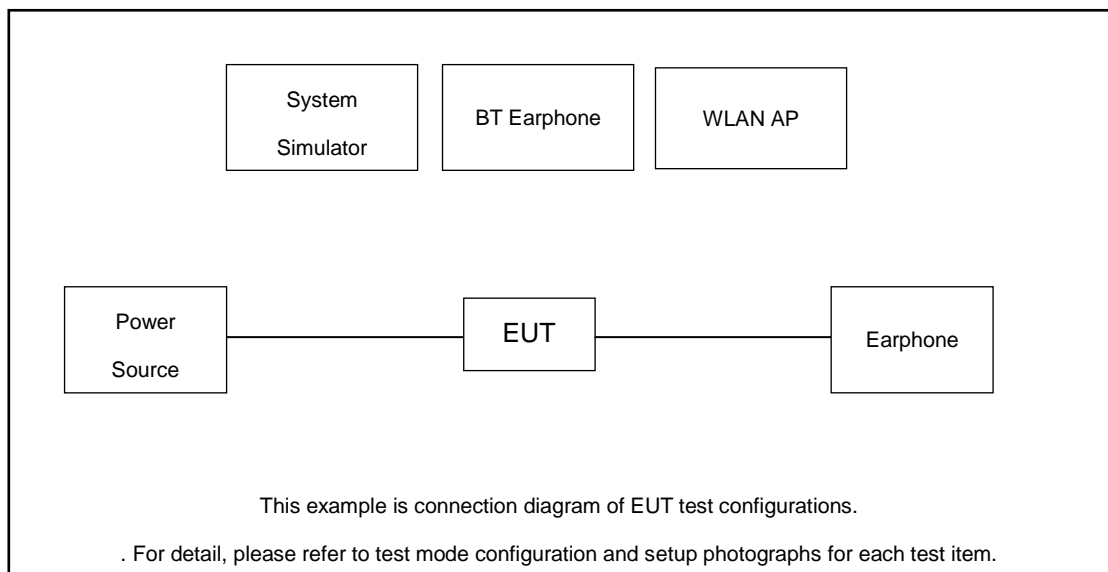 System
Simulator
BT Earphone
WLAN AP
Power
Source
EUT
Earphone
This example is connection diagram of EUT test configurations.
. For detail, please refer to test mode configuration and setup photographs for each test item.